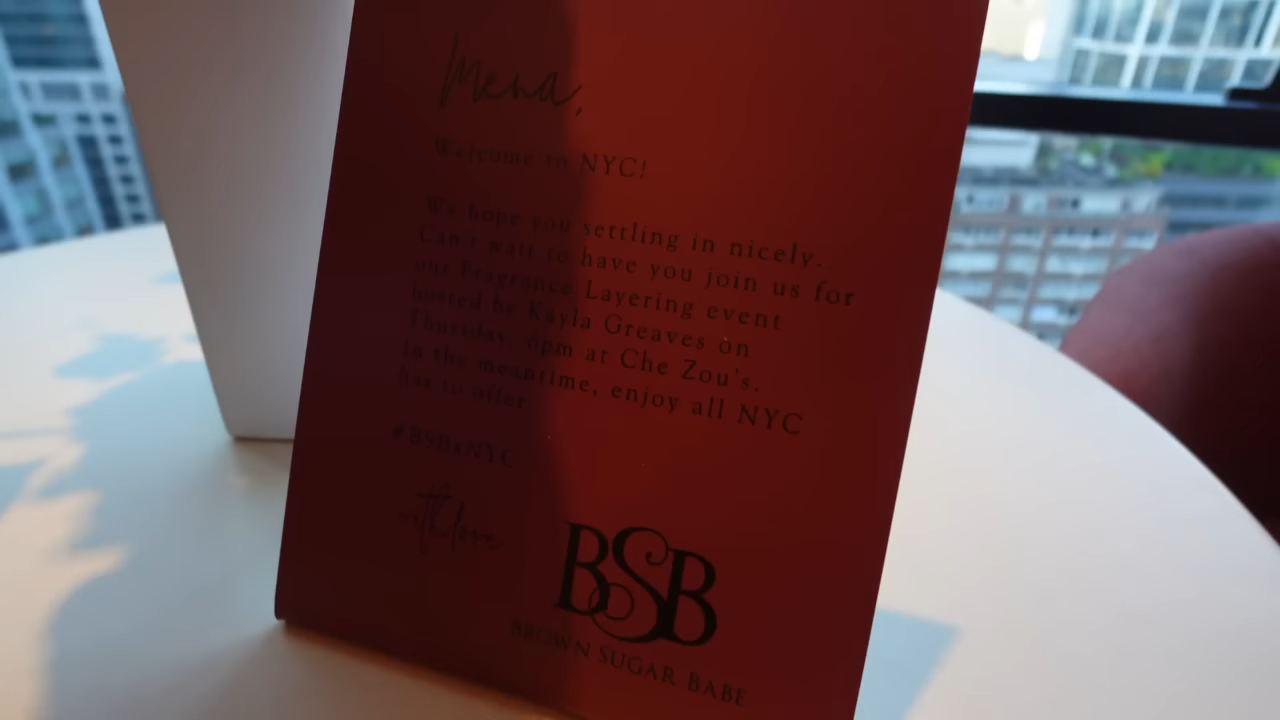 Mena,
Welcome to NYC!
We hope you settling in nicely.
Can't wait to have you join us for
our Fragrance Layering event
hosted by Kayla Greaves on
Thursday, 6pm at Che Zou's.
In the meantime, enjoy all NYC
has to offer
#BSBxNYC
with love
BSB
BROWN SUGAR BABE